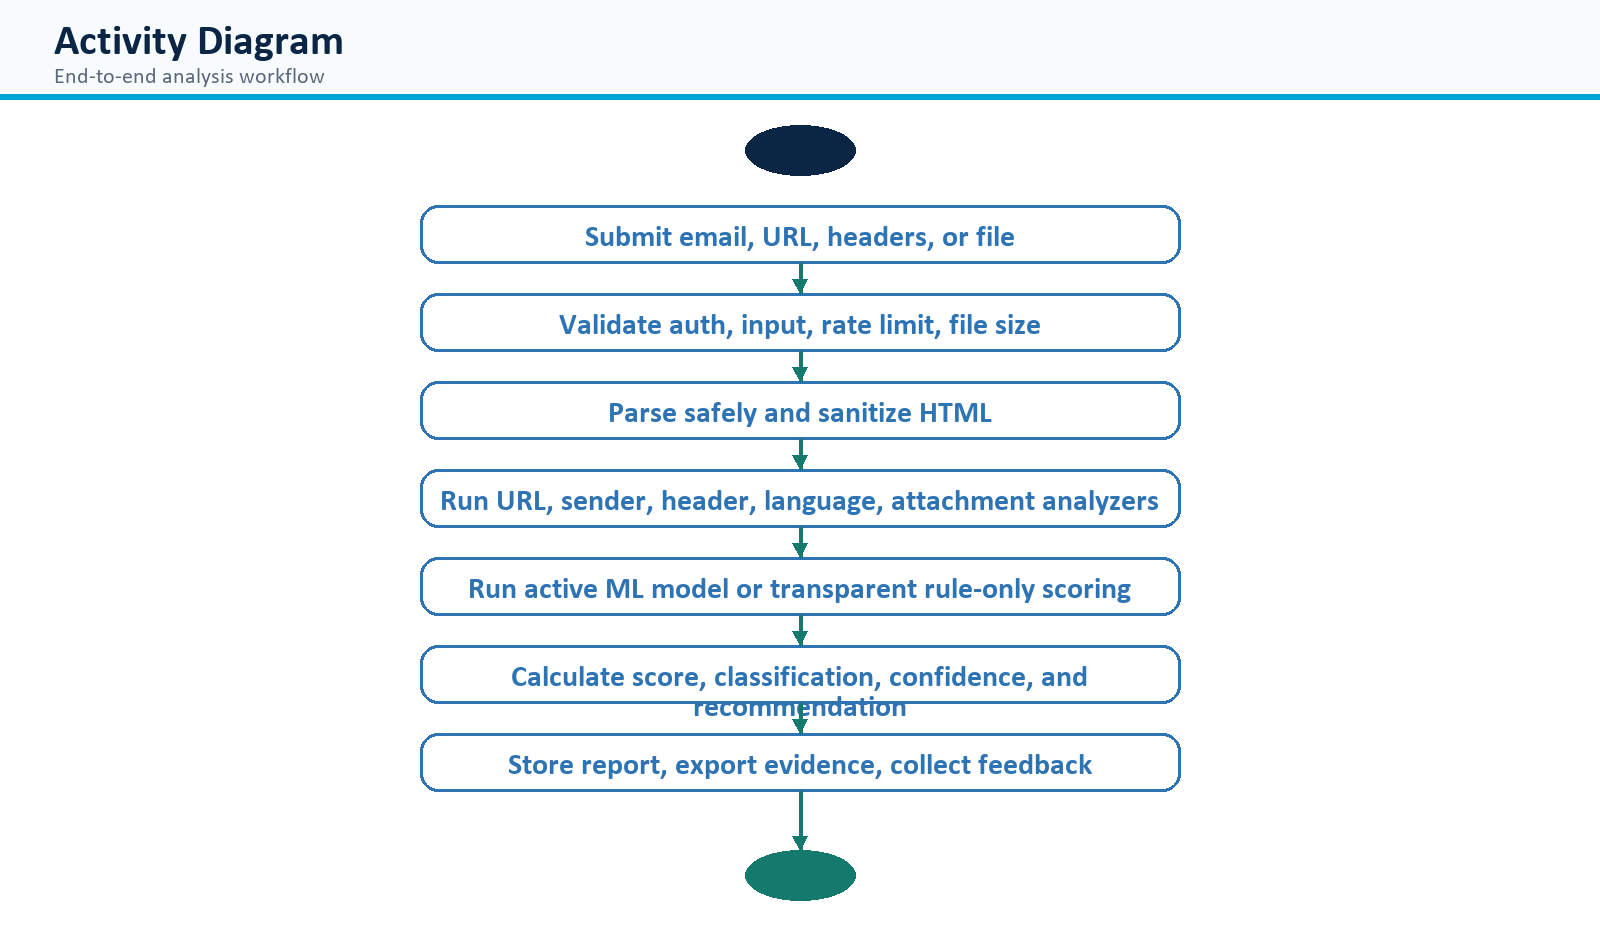 Activity Diagram
End-to-end analysis workflow
Submit email, URL, headers, or file
Validate auth, input, rate limit, file size
Parse safely and sanitize HTML
Run URL, sender, header, language, attachment analyzers
Run active ML model or transparent rule-only scoring
Calculate score, classification, confidence, and
recommendation
Store report, export evidence, collect feedback